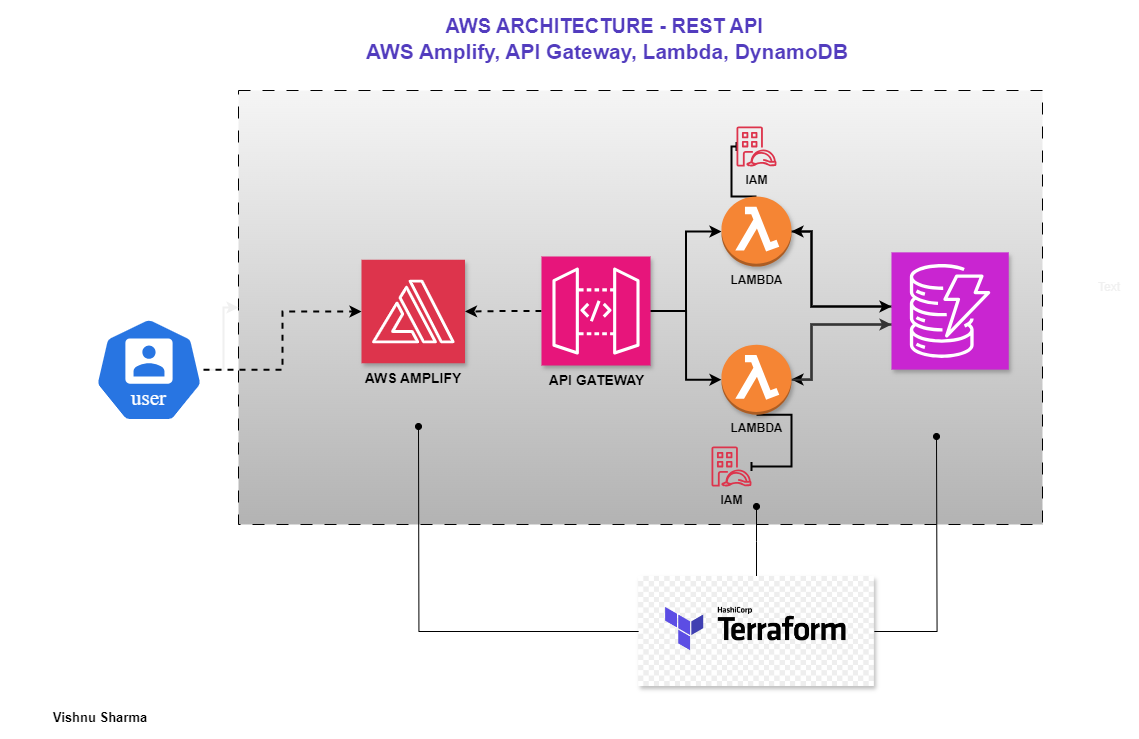 AWS ARCHITECTURE - REST API
AWS Amplify, API Gateway, Lambda, DynamoDB
IAM
LAMBDA
Text
</>
AWS AMPLIFY
API GATEWAY
user
LAMBDA
IAM
HashiCorp
Terraform
Vishnu Sharma